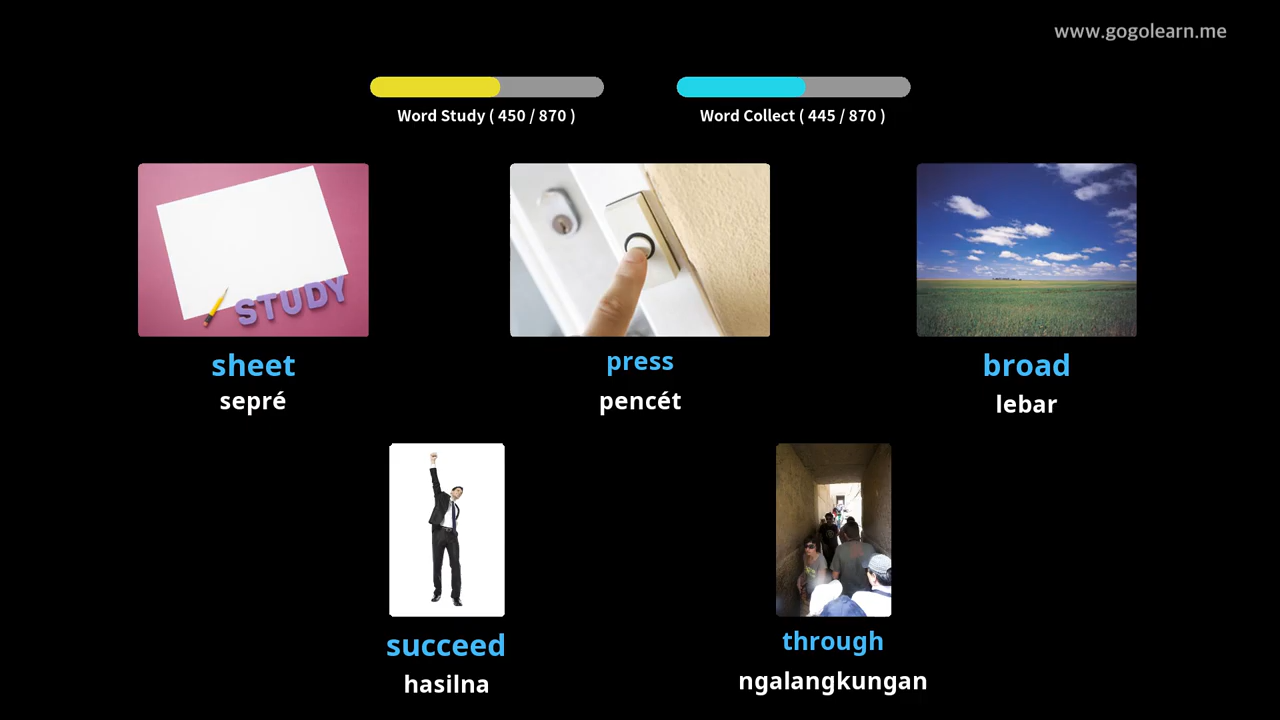 www.gogolearn.me
Word Study ( 450 / 870 )
Word Collect ( 445 / 870 )
STUDY
sheet
sepré
press
pencét
broad
lebar
succeed
hasilna
through
ngalangkungan